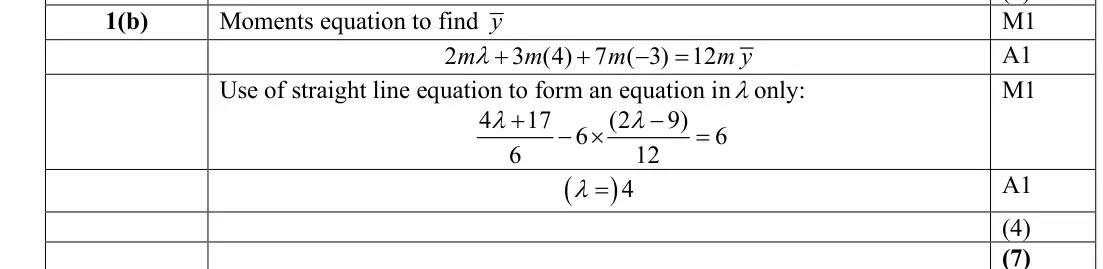 1(b) Moments equation to find y̅ M1
2mλ + 3m(4) + 7m(−3) = 12m y̅ A1
Use of straight line equation to form an equation in λ only: M1
(4λ + 17)/6 − 6 × (2λ − 9)/12 = 6
(λ =) 4 A1
(4)
(7)